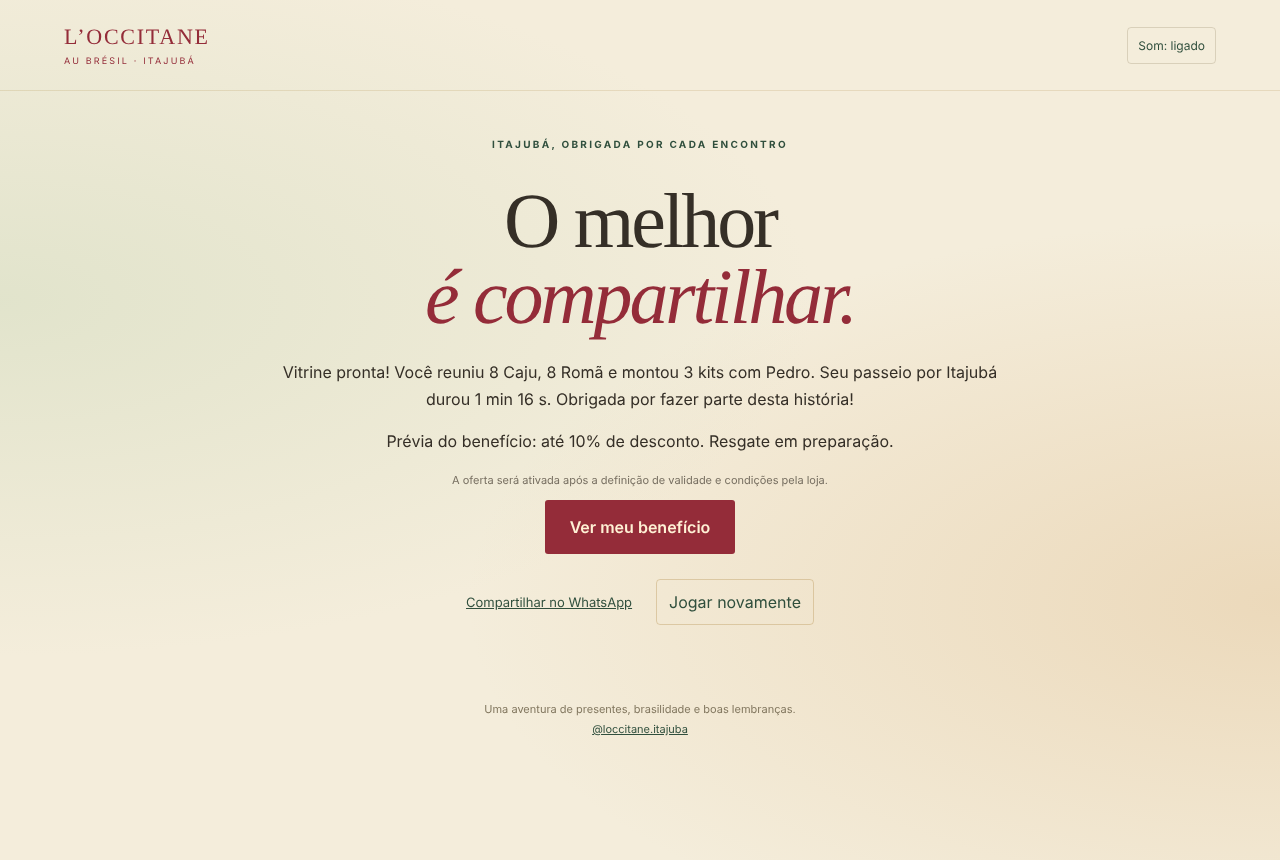 L’OCCITANE
AU BRÉSIL · ITAJUBÁ
Som: ligado
ITAJUBÁ, OBRIGADA POR CADA ENCONTRO
O melhor
é compartilhar.
Vitrine pronta! Você reuniu 8 Caju, 8 Romã e montou 3 kits com Pedro. Seu passeio por Itajubá
durou 1 min 16 s. Obrigada por fazer parte desta história!
Prévia do benefício: até 10% de desconto. Resgate em preparação.
A oferta será ativada após a definição de validade e condições pela loja.
Ver meu benefício
Compartilhar no WhatsApp
Jogar novamente
Uma aventura de presentes, brasilidade e boas lembranças.
@loccitane.itajuba